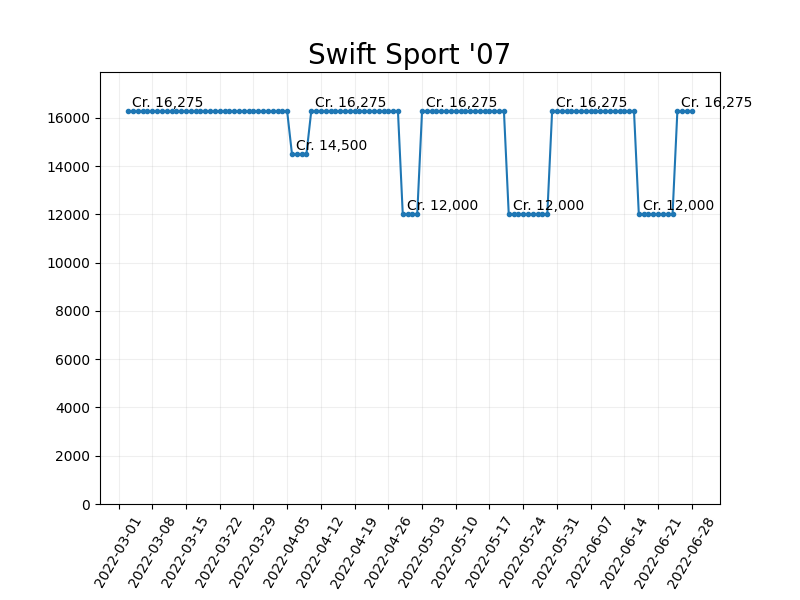 Swift Sport '07
Cr. 16,275
Cr. 16,275
Cr. 16,275
Cr. 16,275
Cr. 16,275
Cr. 14,500
Cr. 12,000
Cr. 12,000
Cr. 12,000
16000
14000
12000
10000
8000
6000
4000
2000
0
2022-03-01
2022-03-08
2022-03-15
2022-03-22
2022-03-29
2022-04-05
2022-04-12
2022-04-19
2022-04-26
2022-05-03
2022-05-10
2022-05-17
2022-05-24
2022-05-31
2022-06-07
2022-06-14
2022-06-21
2022-06-28